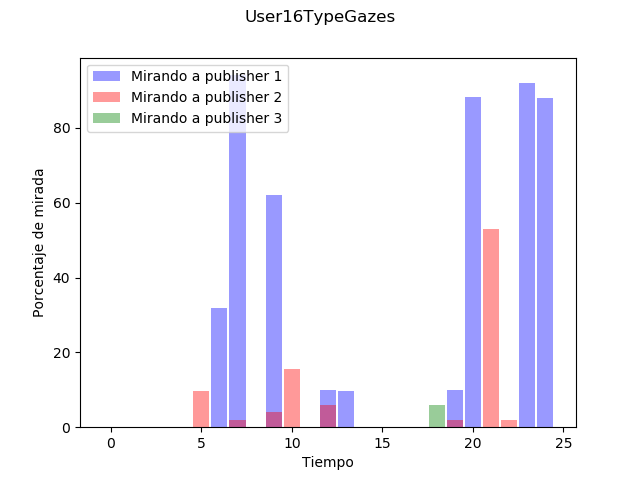 User16TypeGazes
Mirando a publisher 1
Mirando a publisher 2
Mirando a publisher 3
Porcentaje de mirada
80
60
40
20
0
0 5 10 15 20 25
Tiempo